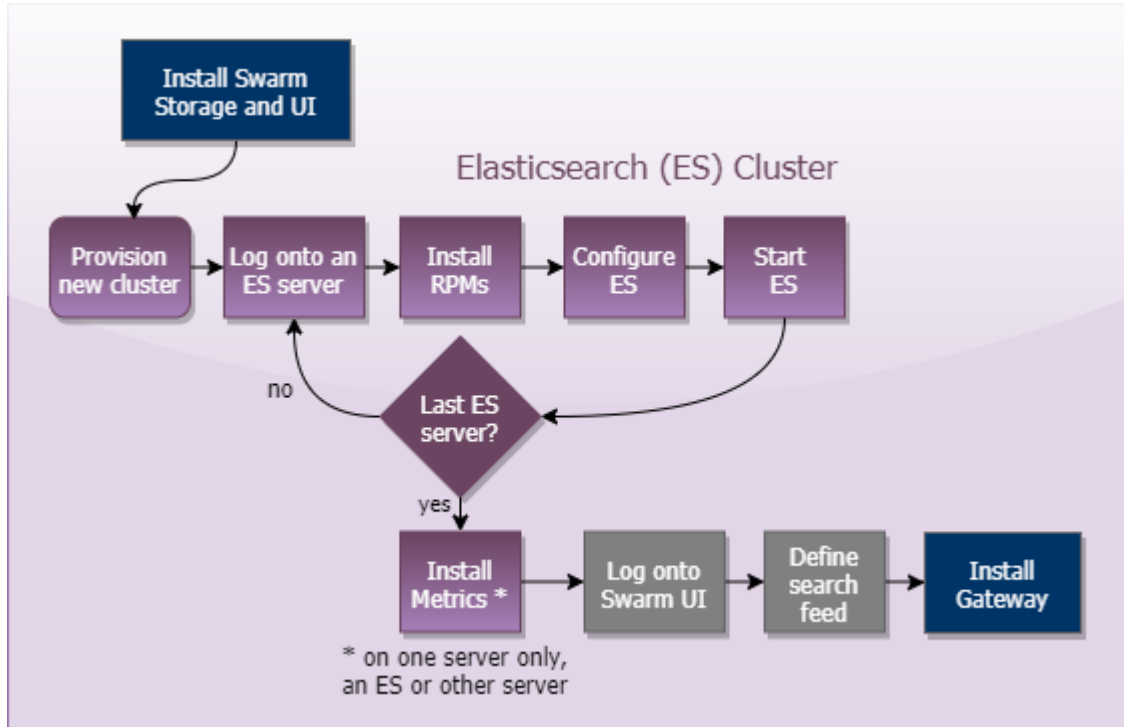 Install Swarm
Storage and UI
Elasticsearch (ES) Cluster
Provision
new cluster
Log onto an
ES server
Install
RPMs
Configure
ES
Start
ES
no
Last ES
server?
yes
Install
Metrics *
Log onto
Swarm UI
Define
search
feed
Install
Gateway
* on one server only,
an ES or other server